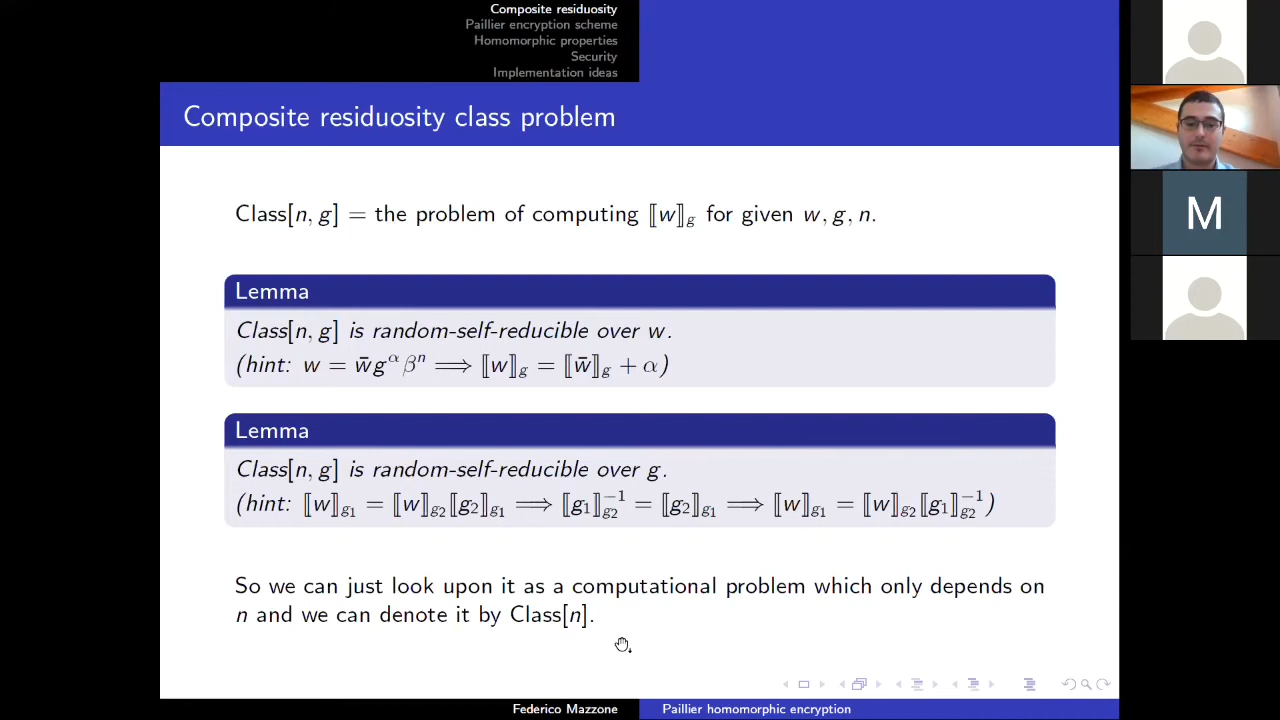 Composite residuosity
Paillier encryption scheme
Homomorphic properties
Security
Implementation ideas
Composite residuosity class problem
Class[n, g] = the problem of computing ⟦w⟧_g for given w, g, n.
Lemma
Class[n, g] is random-self-reducible over w.
(hint: w = w̄g^α β^n ⟹ ⟦w⟧_g = ⟦w̄⟧_g + α)
Lemma
Class[n, g] is random-self-reducible over g.
(hint: ⟦w⟧_{g₁} = ⟦w⟧_{g₂}⟦g₂⟧_{g₁} ⟹ ⟦g₁⟧_{g₂}^{−1} = ⟦g₂⟧_{g₁} ⟹ ⟦w⟧_{g₁} = ⟦w⟧_{g₂}⟦g₁⟧_{g₂}^{−1})
So we can just look upon it as a computational problem which only depends on
n and we can denote it by Class[n].
Federico Mazzone
Paillier homomorphic encryption
M